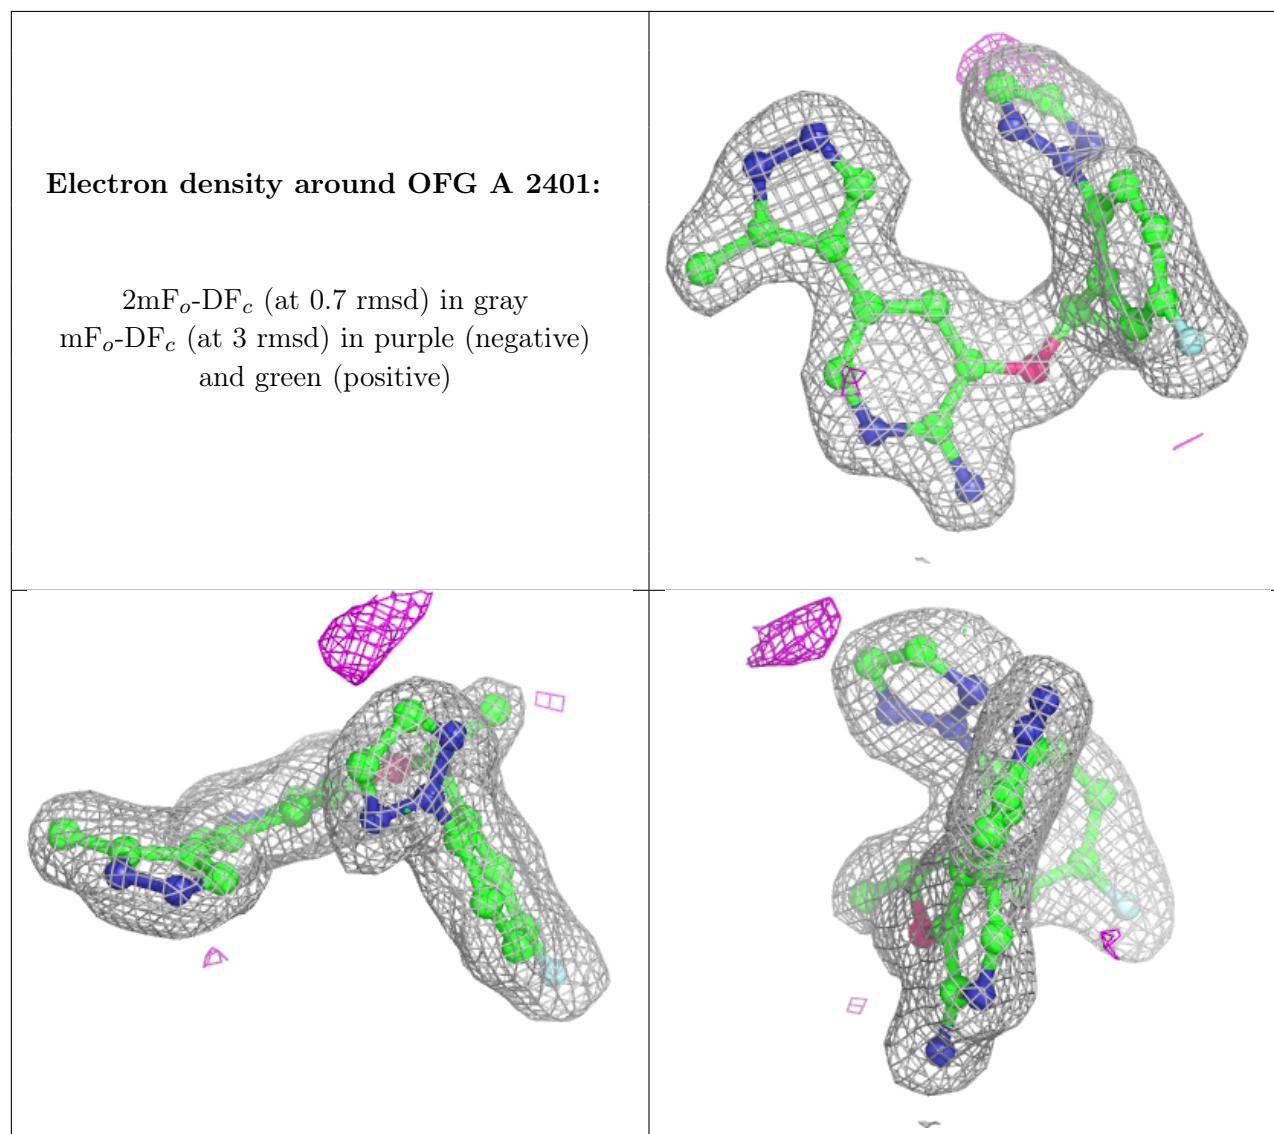 Electron density around OFG A 2401:
2mFo-DFc (at 0.7 rmsd) in gray
mFo-DFc (at 3 rmsd) in purple (negative)
and green (positive)